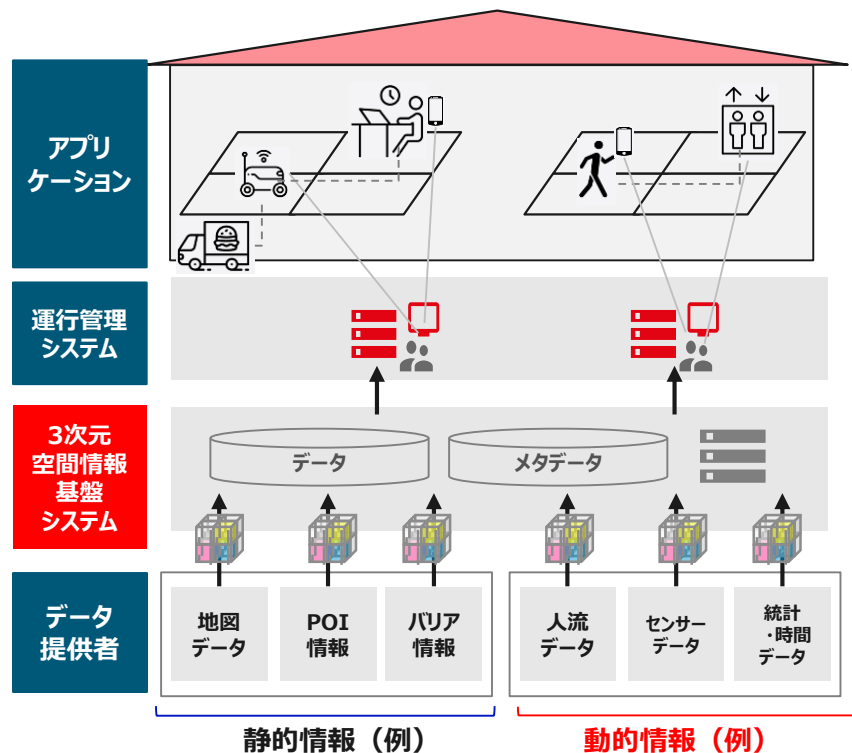 アプリ
ケーション
運行管理
システム
3次元
空間情報
基盤
システム
データ
メタデータ
データ
提供者
地図
データ
POI
情報
バリア
情報
人流
データ
センサー
データ
統計
・時間
データ
静的情報（例）
動的情報（例）